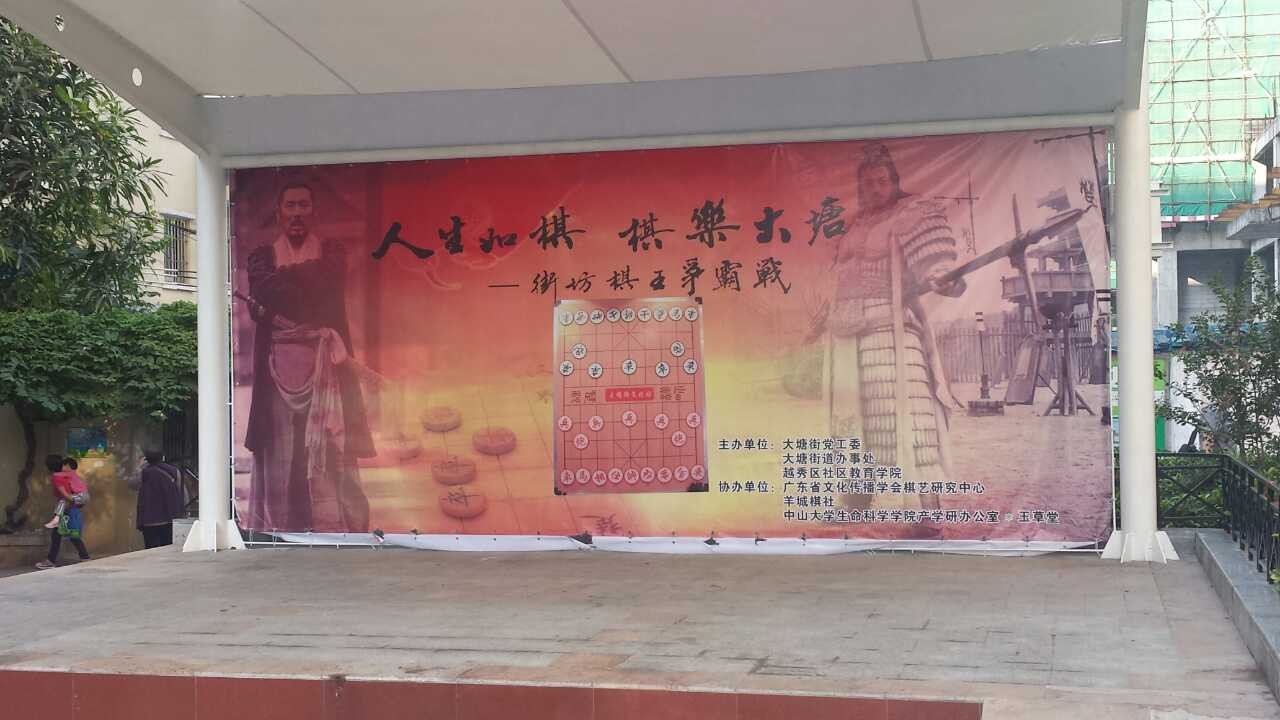 人生如棋 棋樂大塘
—街坊棋王爭霸戰
主办单位：大塘街党工委
大塘街道办事处
越秀区社区教育学院
协办单位：广东省文化传播学会棋艺研究中心
羊城棋社
中山大学生命科学学院产学研办公室 * 玉草堂